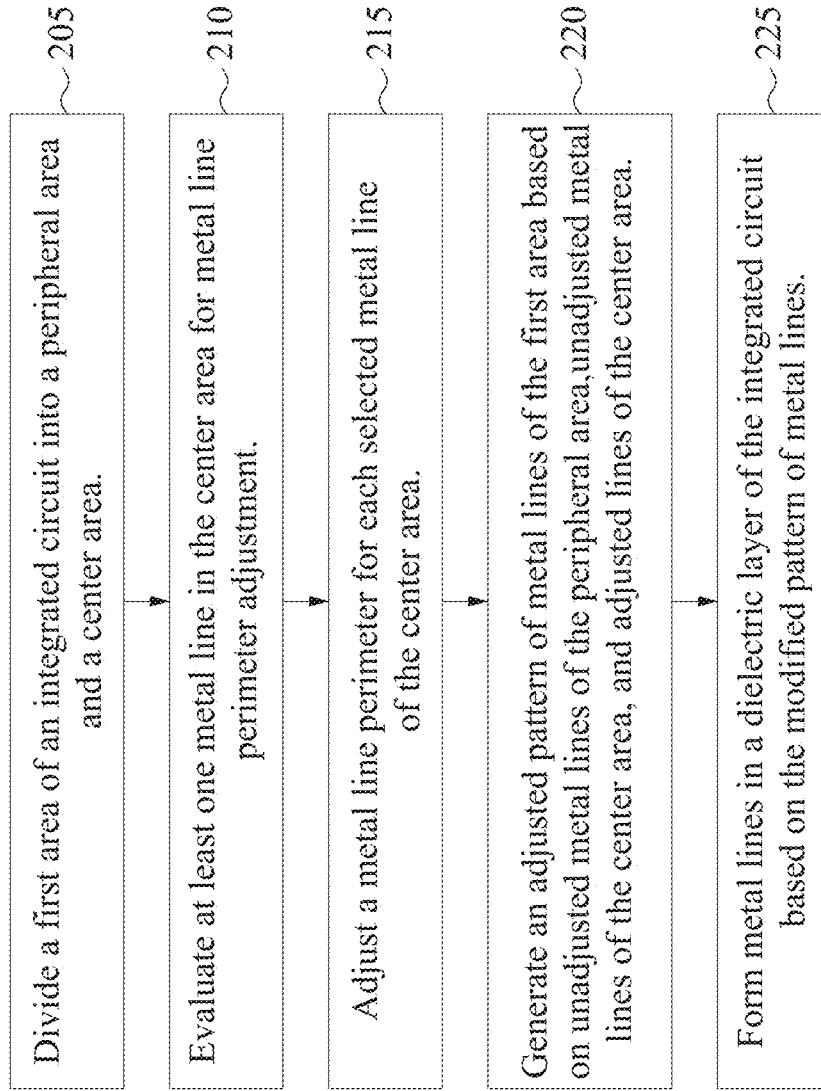 Divide a first area of an integrated circuit into a peripheral area
and a center area.
205
Evaluate at least one metal line in the center area for metal line
perimeter adjustment.
210
Adjust a metal line perimeter for each selected metal line
of the center area.
215
Generate an adjusted pattern of metal lines of the first area based
on unadjusted metal lines of the peripheral area,unadjusted metal
lines of the center area, and adjusted lines of the center area.
220
Form metal lines in a dielectric layer of the integrated circuit
based on the modified pattern of metal lines.
225